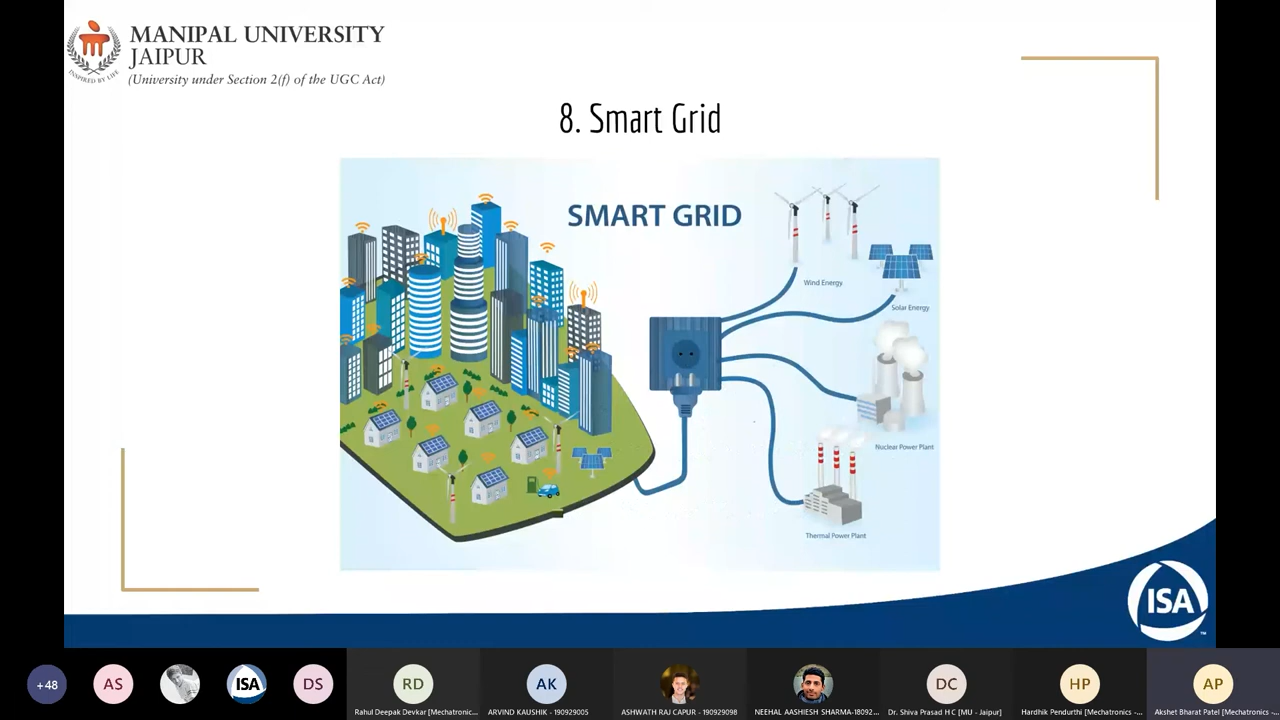 MANIPAL UNIVERSITY
JAIPUR
(University under Section 2(f) of the UGC Act)
INSPIRED BY LIFE
8. Smart Grid
SMART GRID
Wind Energy
Solar Energy
Nuclear Power Plant
Thermal Power Plant
ISA
TM
+48
AS
ISA
DS
RD
AK
DC
HP
AP
Rahul Deepak Devkar [Mechatronic...
ARVIND KAUSHIK - 190929005
ASHWATH RAJ CAPUR - 190929098
NEEHAL AASHIESH SHARMA-18092...
Dr. Shiva Prasad H C [MU - Jaipur]
Hardhik Pendurthi [Mechatronics -...
Akshet Bharat Patel [Mechatronics -...